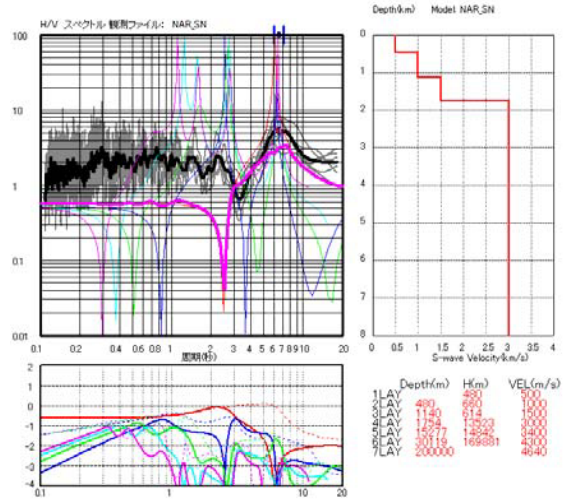 H/V スペクトル 観測ファイル: NAR_SN
100
10
1
0.1
0.01
0.1 0.2 0.4 0.6 0.8 1 2 3 4 5 6 7 8 9 10 20
周期(秒)
2
1
0
-1
-2
-3
-4
0.1 1 10 20
Depth(km) Model NAR_SN
0
1
2
3
4
5
6
7
8
0 0.5 1 1.5 2 2.5 3 3.5 4
S-wave Velocity(km/s)
Depth(m) H(m) VEL(m/s)
1LAY 480 500
2LAY 480 660 1000
3LAY 1140 614 1500
4LAY 1754 13523 3000
5LAY 15277 14842 3400
6LAY 30119 169881 4300
7LAY 200000 4640